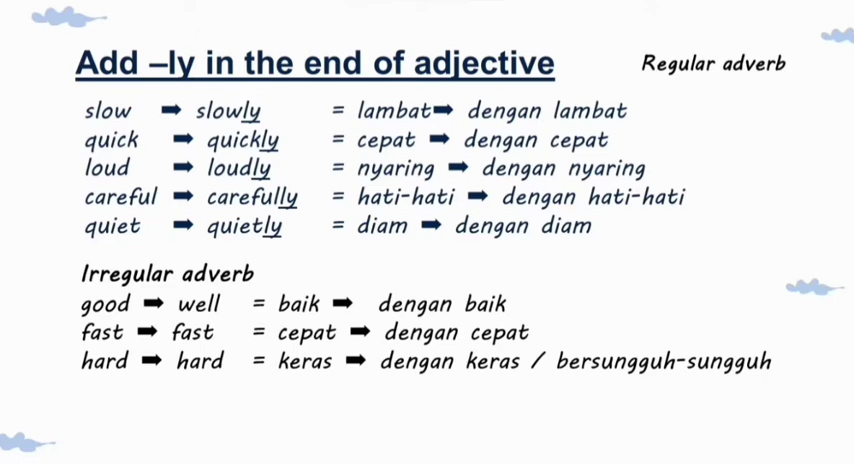 Add –ly in the end of adjective
Regular adverb
slow ➡ slowly = lambat➡ dengan lambat
quick ➡ quickly = cepat ➡ dengan cepat
loud ➡ loudly = nyaring ➡ dengan nyaring
careful ➡ carefully = hati-hati ➡ dengan hati-hati
quiet ➡ quietly = diam ➡ dengan diam
Irregular adverb
good ➡ well = baik ➡ dengan baik
fast ➡ fast = cepat ➡ dengan cepat
hard ➡ hard = keras ➡ dengan keras / bersungguh-sungguh